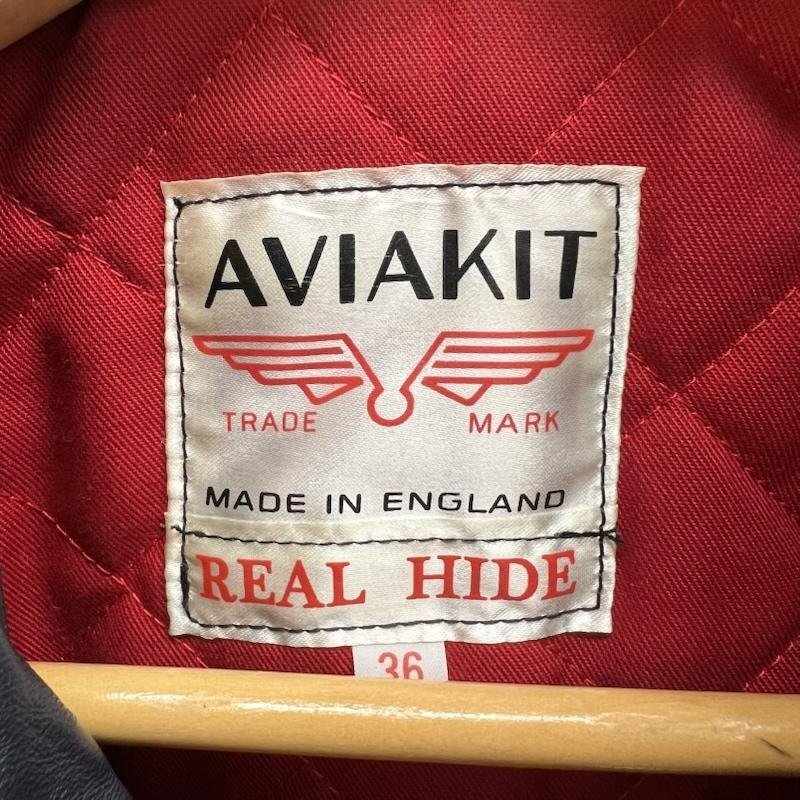 AVIAKIT
TRADE MARK
MADE IN ENGLAND
REAL HIDE
36